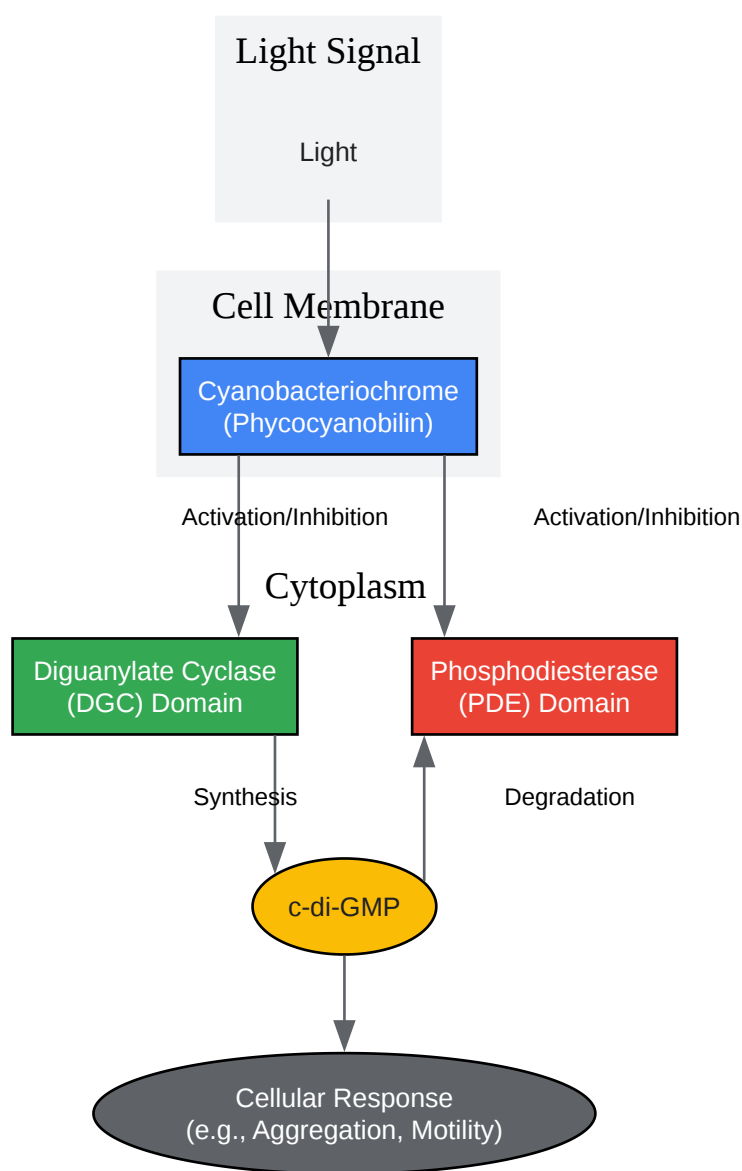 Light Signal
Light
Cell Membrane
Cyanobacteriochrome
(Phycocyanobilin)
Activation/Inhibition
Activation/Inhibition
Cytoplasm
Diguanylate Cyclase
(DGC) Domain
Phosphodiesterase
(PDE) Domain
Synthesis
Degradation
c-di-GMP
Cellular Response
(e.g., Aggregation, Motility)